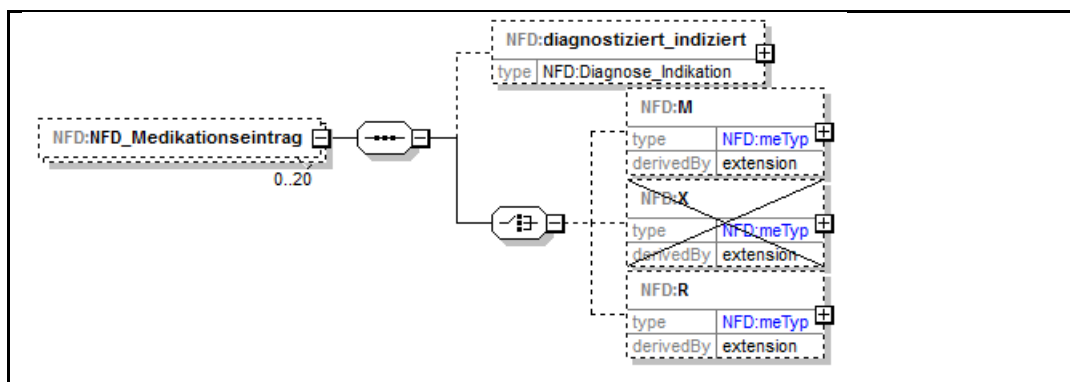 NFD:diagnostiziert_indiziert
type NFD:Diagnose_Indikation
NFD:NFD_Medikationseintrag
0..20
NFD:M
type NFD:meTyp
derivedBy extension
NFD:X
type NFD:meTyp
derivedBy extension
NFD:R
type NFD:meTyp
derivedBy extension